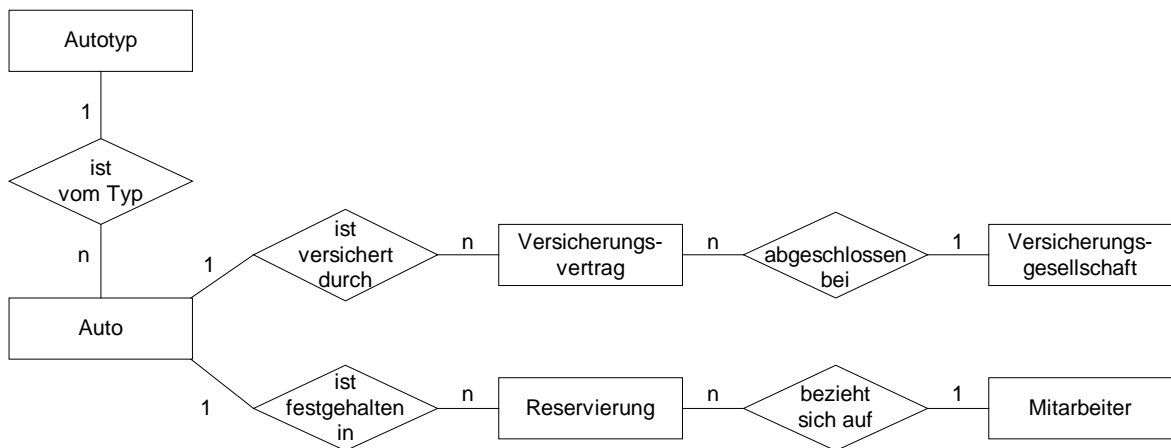 Autotyp
1
ist
vom Typ
n
Auto
1
ist
versichert
durch
n
Versicherungs-
vertrag
n
abgeschlossen
bei
1
Versicherungs-
gesellschaft
1
ist
festgehalten
in
n
Reservierung
n
bezieht
sich auf
1
Mitarbeiter